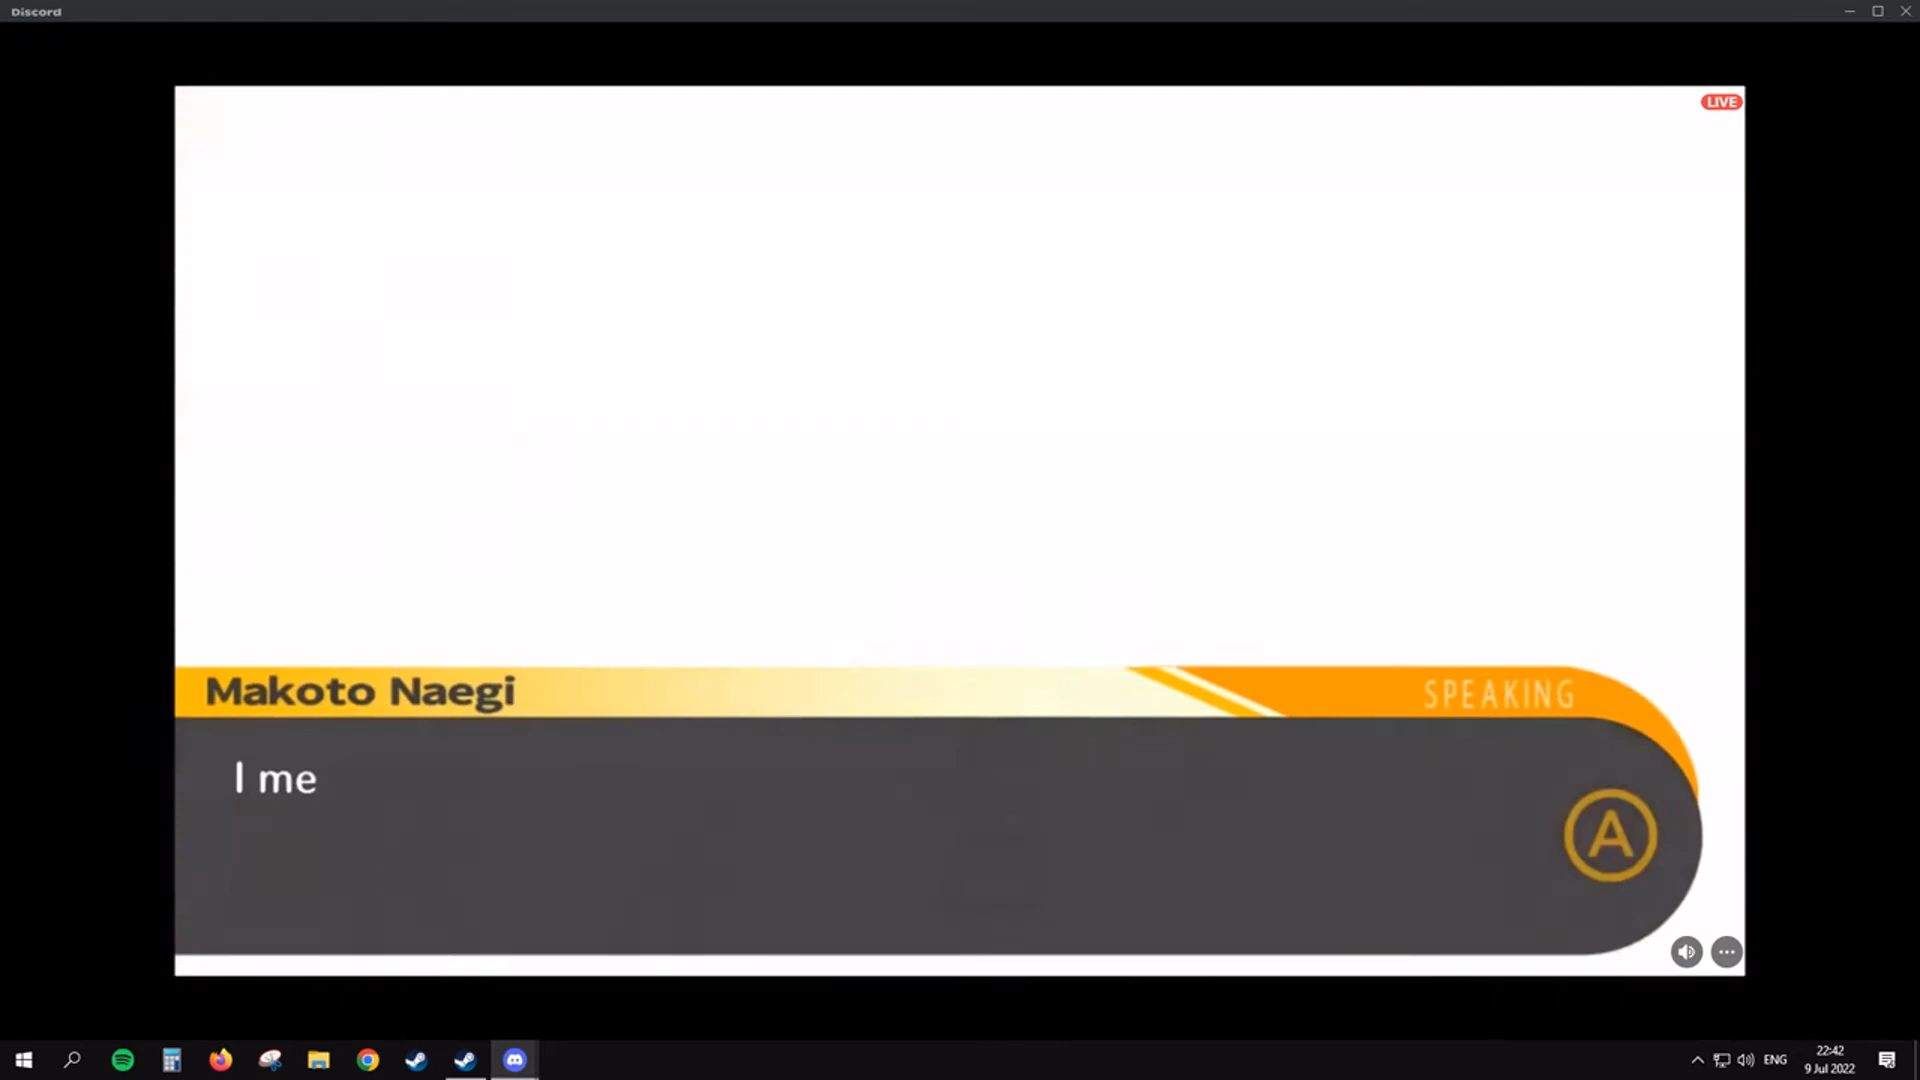 Discord
LIVE
Makoto Naegi
SPEAKING
I me
A
ENG
22:42
9 Jul 2022